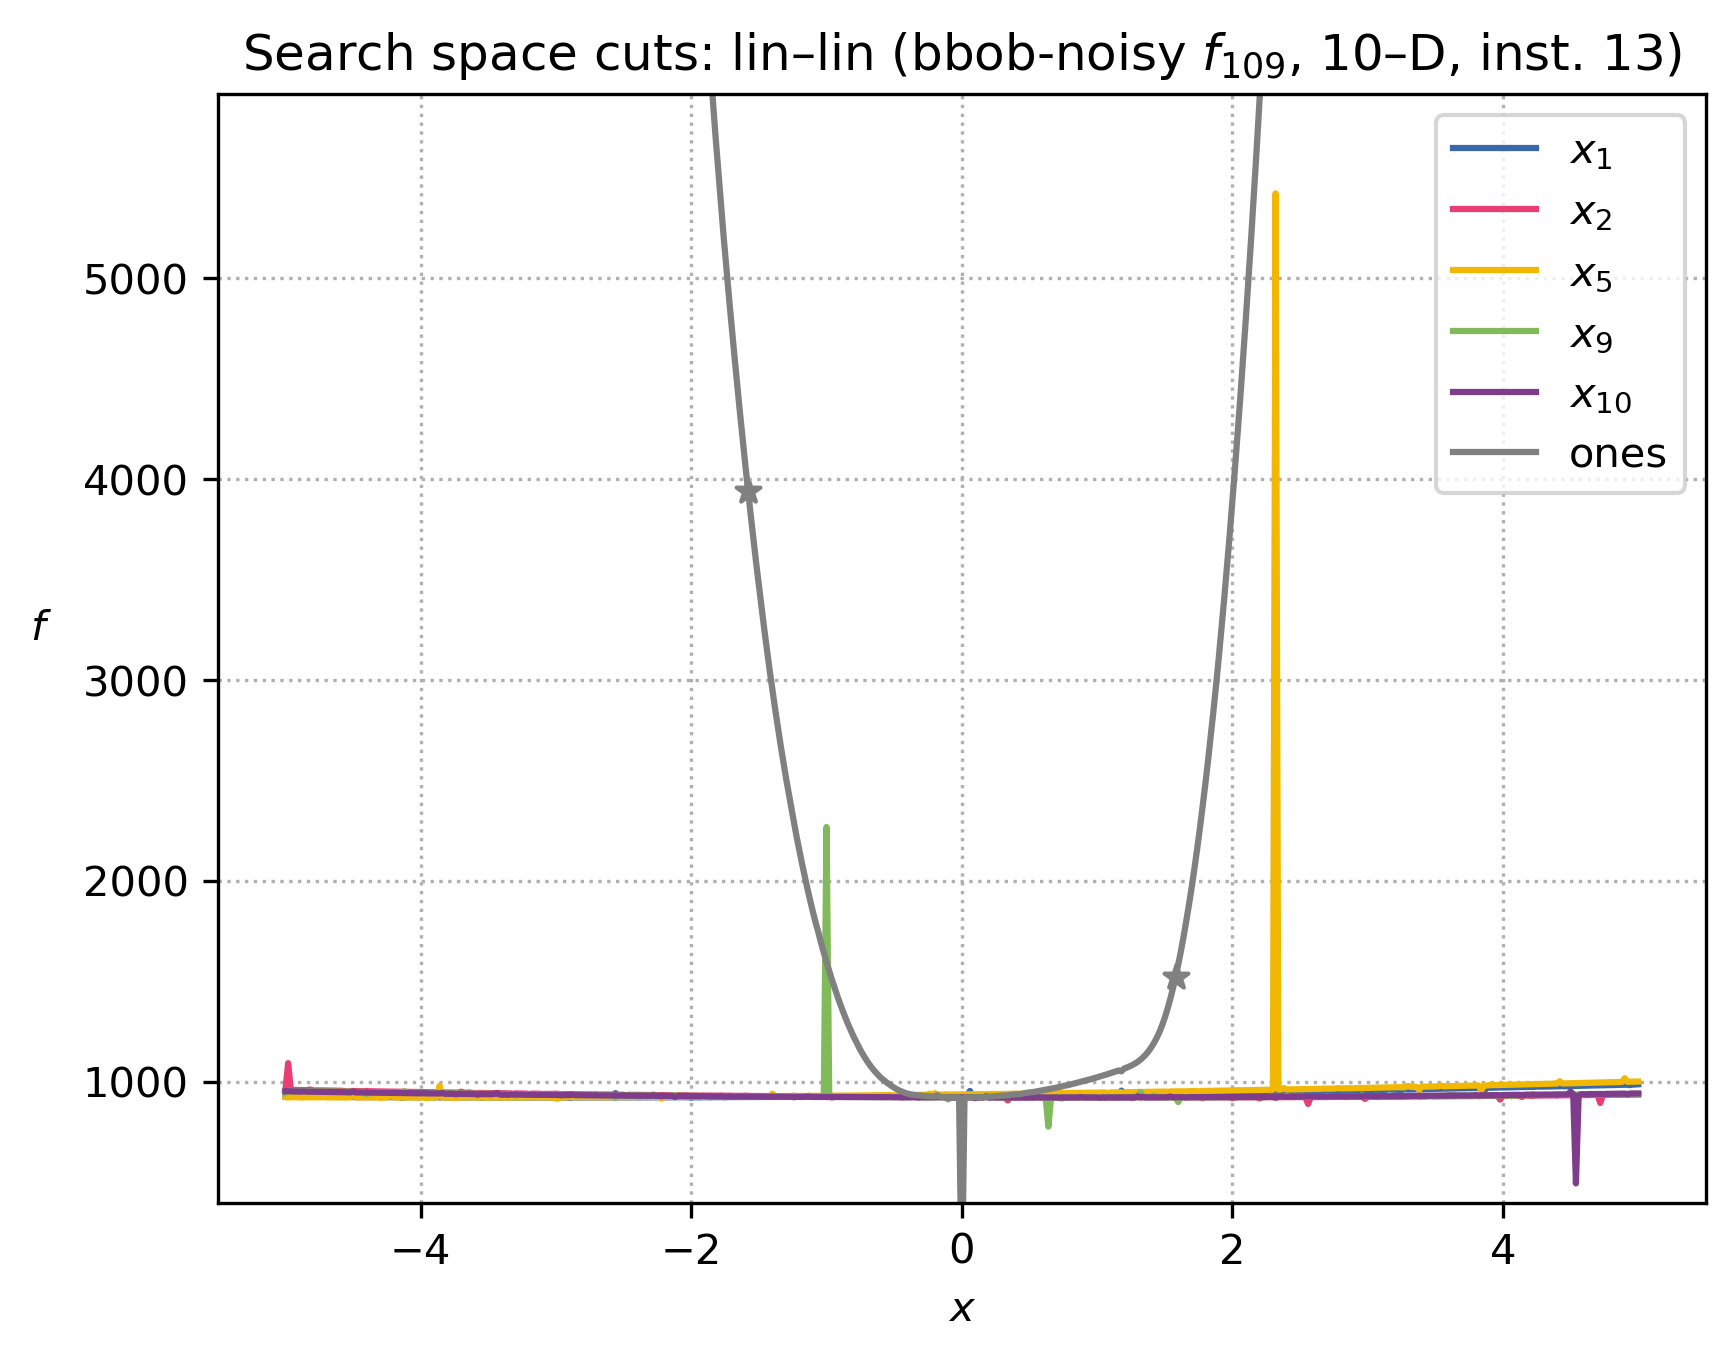 Search space cuts: lin–lin (bbob-noisy f₁₀₉, 10–D, inst. 13)
x₁
x₂
x₅
x₉
x₁₀
ones
5000
4000
3000
2000
1000
f
−4
−2
0
2
4
x